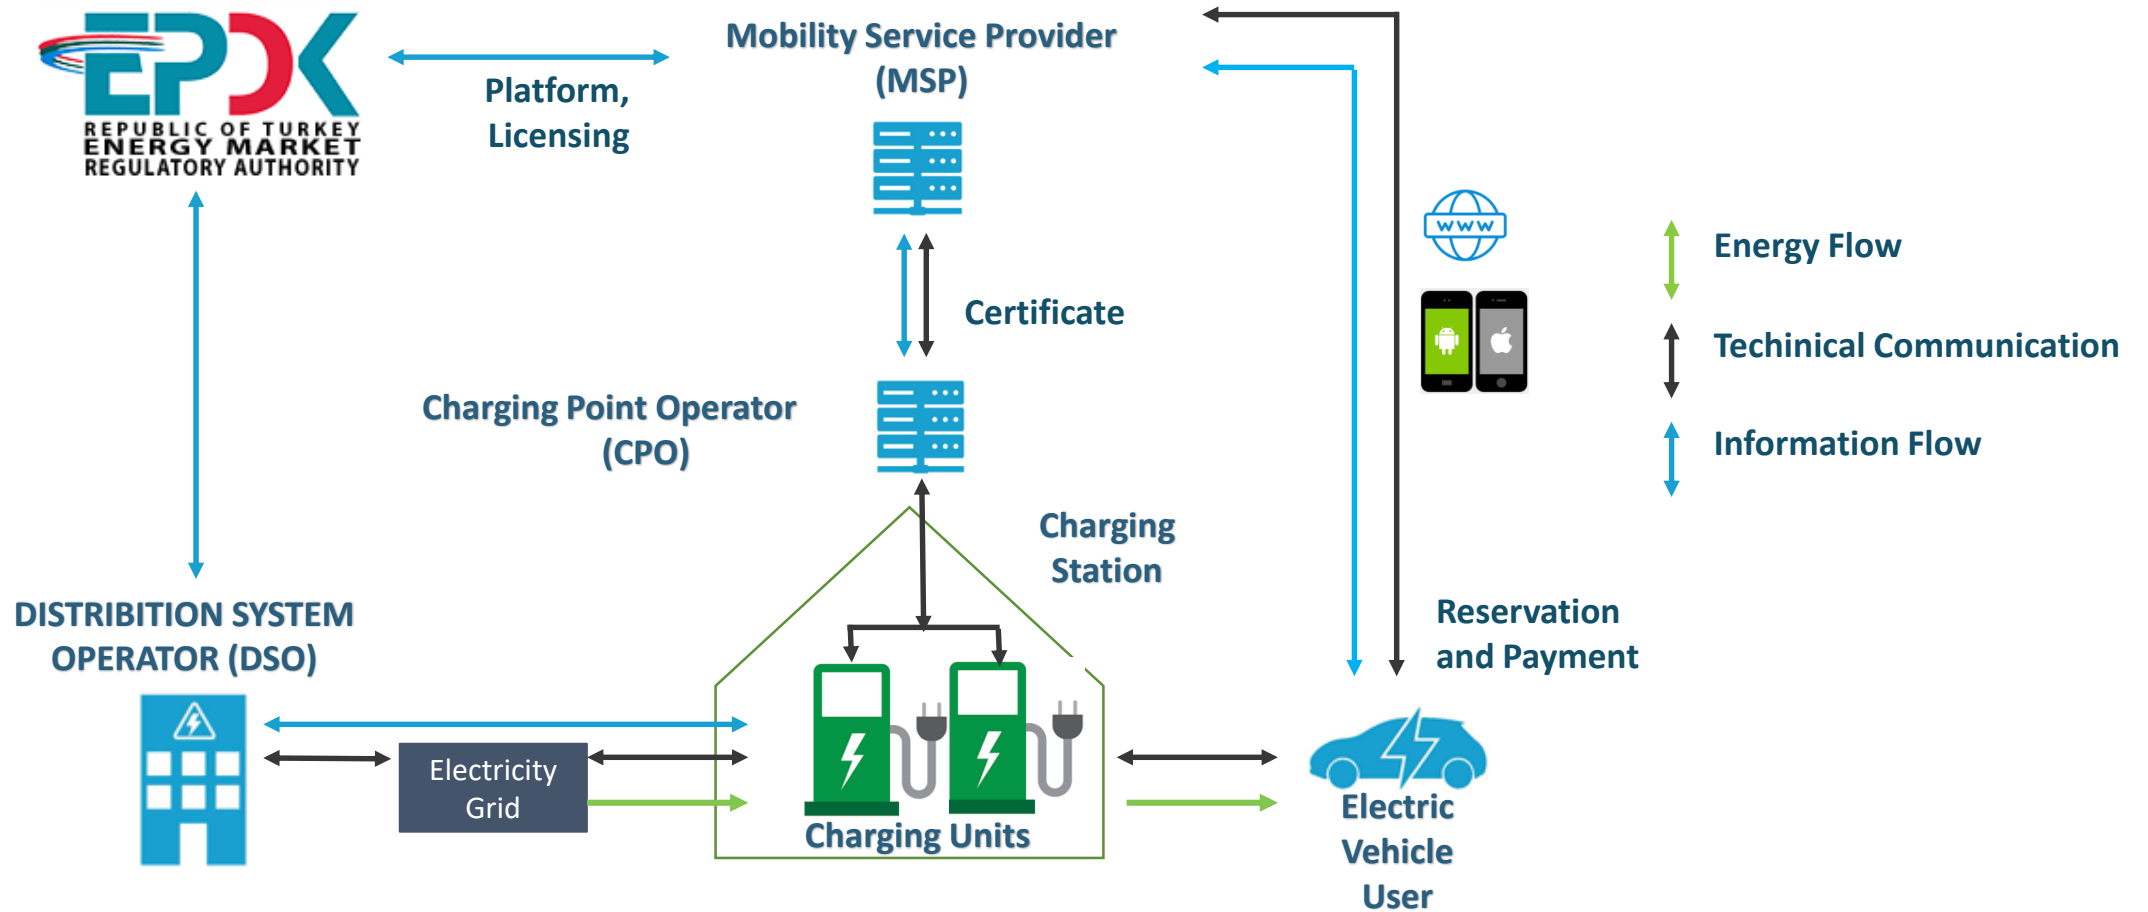 EPDK
REPUBLIC OF TURKEY
ENERGY MARKET
REGULATORY AUTHORITY
Platform,
Licensing
Mobility Service Provider
(MSP)
Certificate
Charging Point Operator
(CPO)
Charging
Station
DISTRIBITION SYSTEM
OPERATOR (DSO)
Electricity
Grid
Charging Units
Reservation
and Payment
Electric
Vehicle
User
WWW
Energy Flow
Techinical Communication
Information Flow